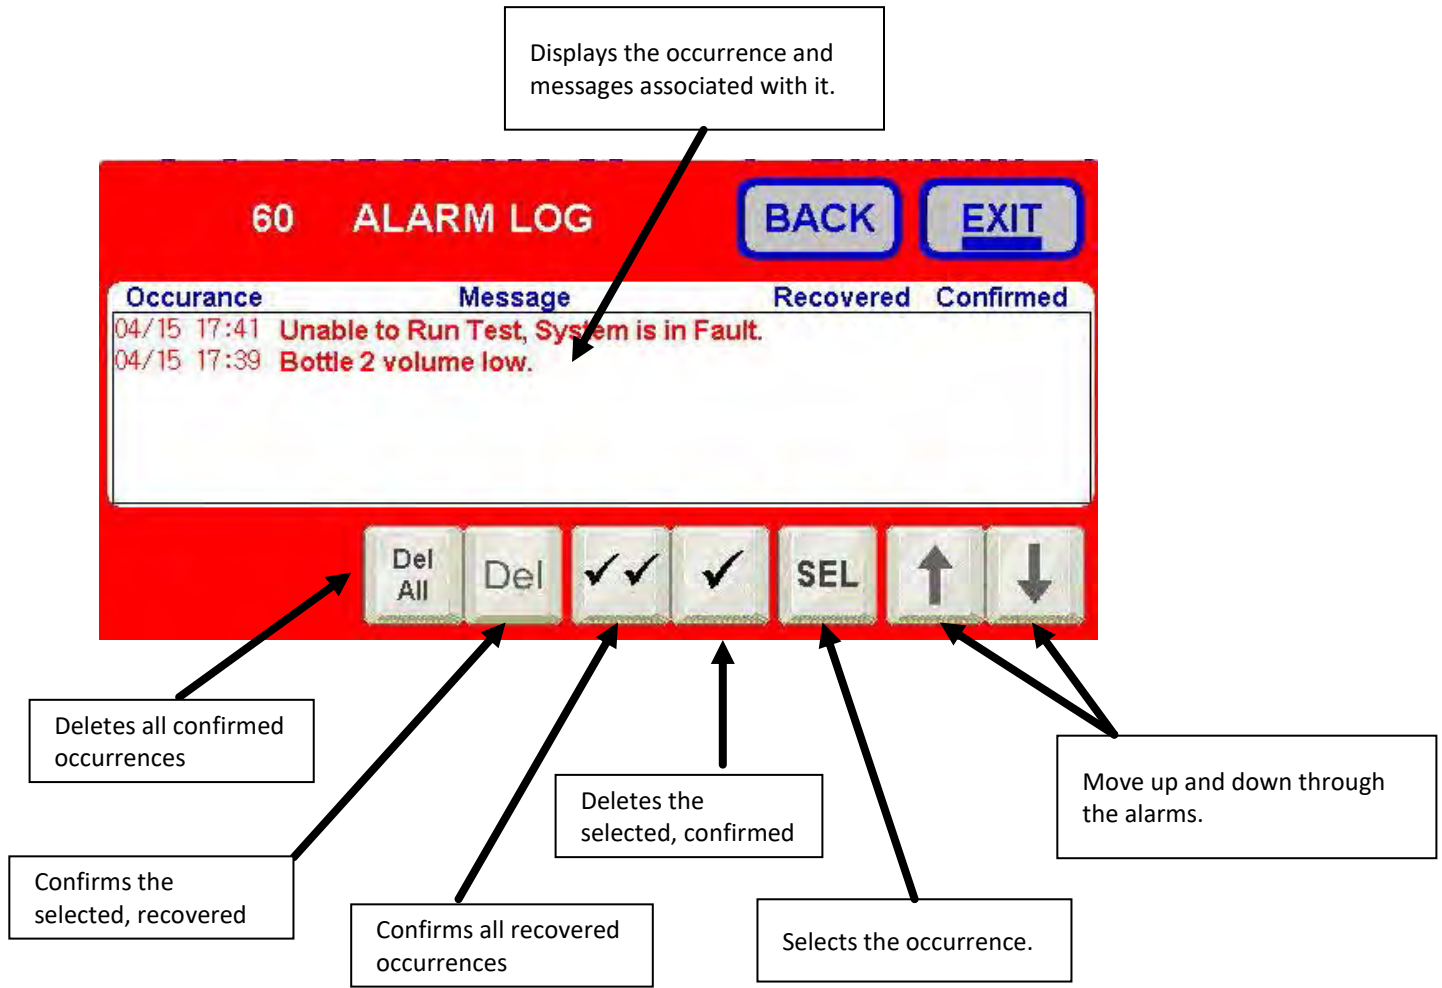 Displays the occurrence and
messages associated with it.
60 ALARM LOG BACK EXIT
Occurance Message Recovered Confirmed
04/15 17:41 Unable to Run Test, System is in Fault.
04/15 17:39 Bottle 2 volume low.
Del
All
Del
SEL
Deletes all confirmed
occurrences
Deletes the
selected, confirmed
Move up and down through
the alarms.
Confirms the
selected, recovered
Confirms all recovered
occurrences
Selects the occurrence.